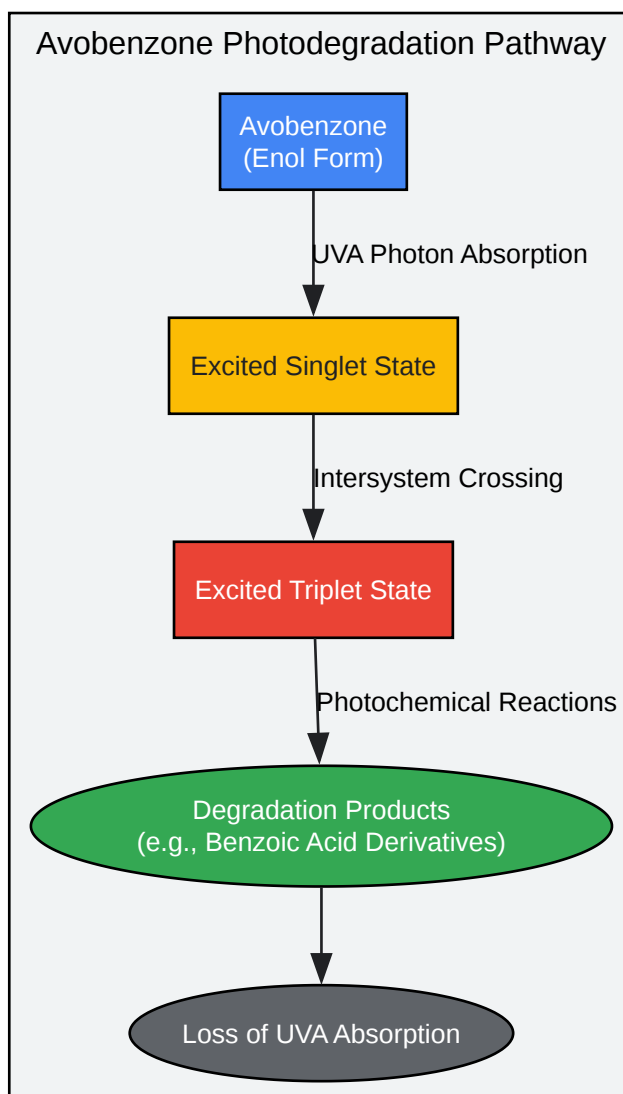 Avobenzone Photodegradation Pathway
Avobenzone
(Enol Form)
UVA Photon Absorption
Excited Singlet State
Intersystem Crossing
Excited Triplet State
Photochemical Reactions
Degradation Products
(e.g., Benzoic Acid Derivatives)
Loss of UVA Absorption